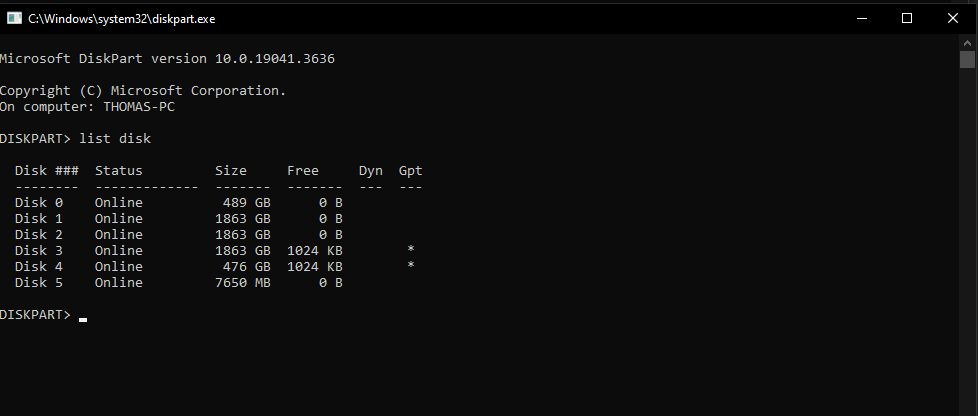 C:\Windows\system32\diskpart.exe
Microsoft DiskPart version 10.0.19041.3636
Copyright (C) Microsoft Corporation.
On computer: THOMAS-PC
DISKPART> list disk
  Disk ###  Status         Size     Free     Dyn  Gpt
  --------  -------------  -------  -------  ---  ---
  Disk 0    Online          489 GB      0 B
  Disk 1    Online         1863 GB      0 B
  Disk 2    Online         1863 GB      0 B
  Disk 3    Online         1863 GB  1024 KB        *
  Disk 4    Online          476 GB  1024 KB        *
  Disk 5    Online         7650 MB      0 B
DISKPART>